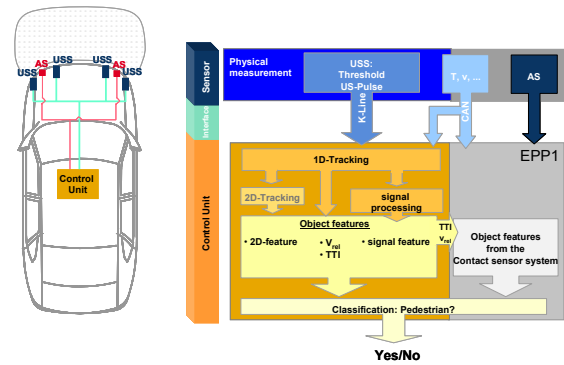 AS
USS
USS
AS
USS
USS
Control
Unit
Sensor
Interface
Control Unit
Physical
measurement
USS:
Threshold
US-Pulse
T, v, ...
AS
K-Line
CAN
EPP1
1D-Tracking
2D-Tracking
signal
processing
Object features
• 2D-feature
• Vrel
• TTI
• signal feature
TTI
vrel
Object features
from the
Contact sensor system
Classification: Pedestrian?
Yes/No